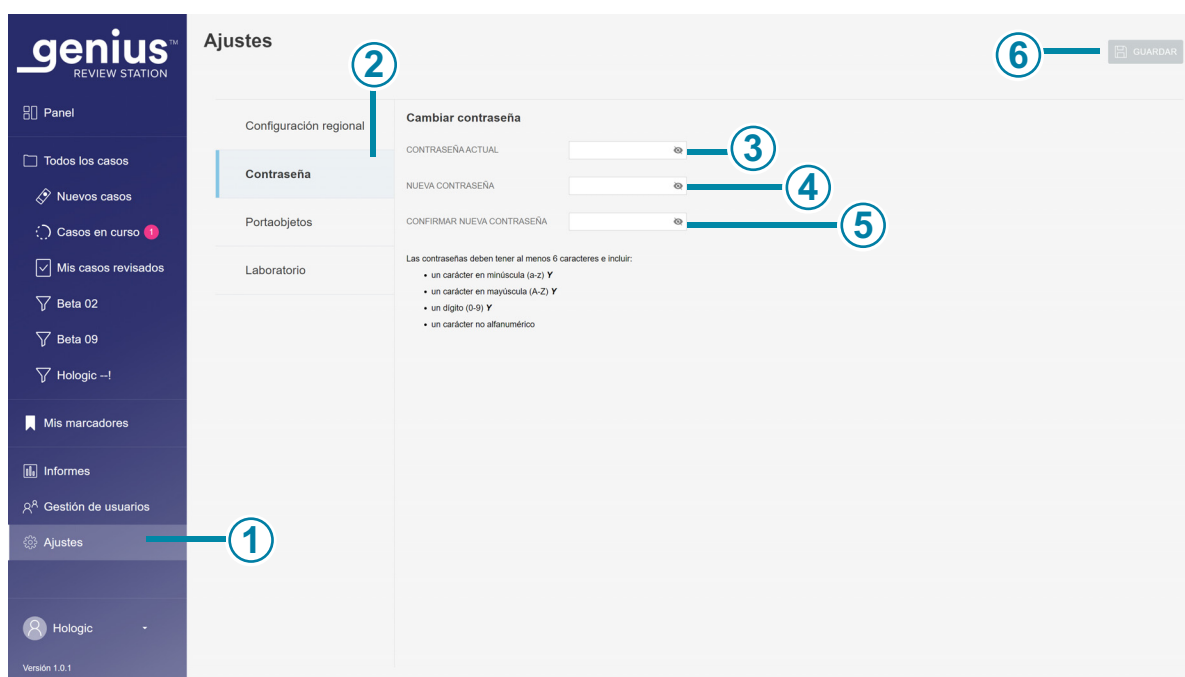 genius™
REVIEW STATION
Panel
Todos los casos
Nuevos casos
Casos en curso 1
Mis casos revisados
Beta 02
Beta 09
Hologic --!
Mis marcadores
Informes
Gestión de usuarios
Ajustes
1
Hologic
Versión 1.0.1
Ajustes
2
6
GUARDAR
Configuración regional
Contraseña
Portaobjetos
Laboratorio
Cambiar contraseña
CONTRASEÑA ACTUAL
3
NUEVA CONTRASEÑA
4
CONFIRMAR NUEVA CONTRASEÑA
5
Las contraseñas deben tener al menos 6 caracteres e incluir:
• un carácter en minúscula (a-z) Y
• un carácter en mayúscula (A-Z) Y
• un dígito (0-9) Y
• un carácter no alfanumérico